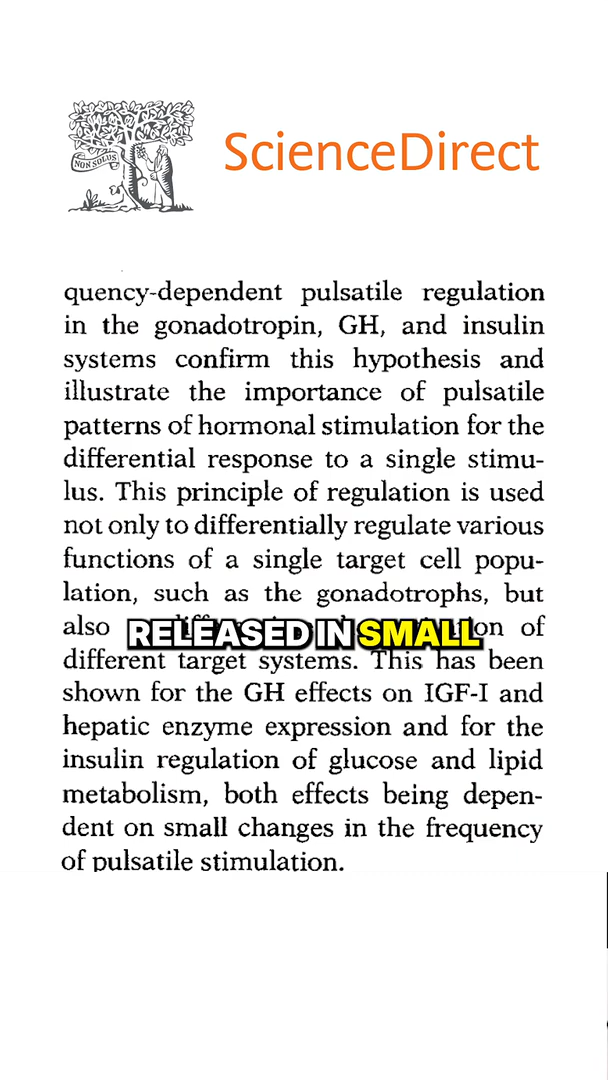 NON SOLUS
ScienceDirect
quency-dependent pulsatile regulation
in the gonadotropin, GH, and insulin
systems confirm this hypothesis and
illustrate the importance of pulsatile
patterns of hormonal stimulation for the
differential response to a single stimu-
lus. This principle of regulation is used
not only to differentially regulate various
functions of a single target cell popu-
lation, such as the gonadotrophs, but
also of
RELEASED IN SMALL
different target systems. This has been
shown for the GH effects on IGF-I and
hepatic enzyme expression and for the
insulin regulation of glucose and lipid
metabolism, both effects being depen-
dent on small changes in the frequency
of pulsatile stimulation.